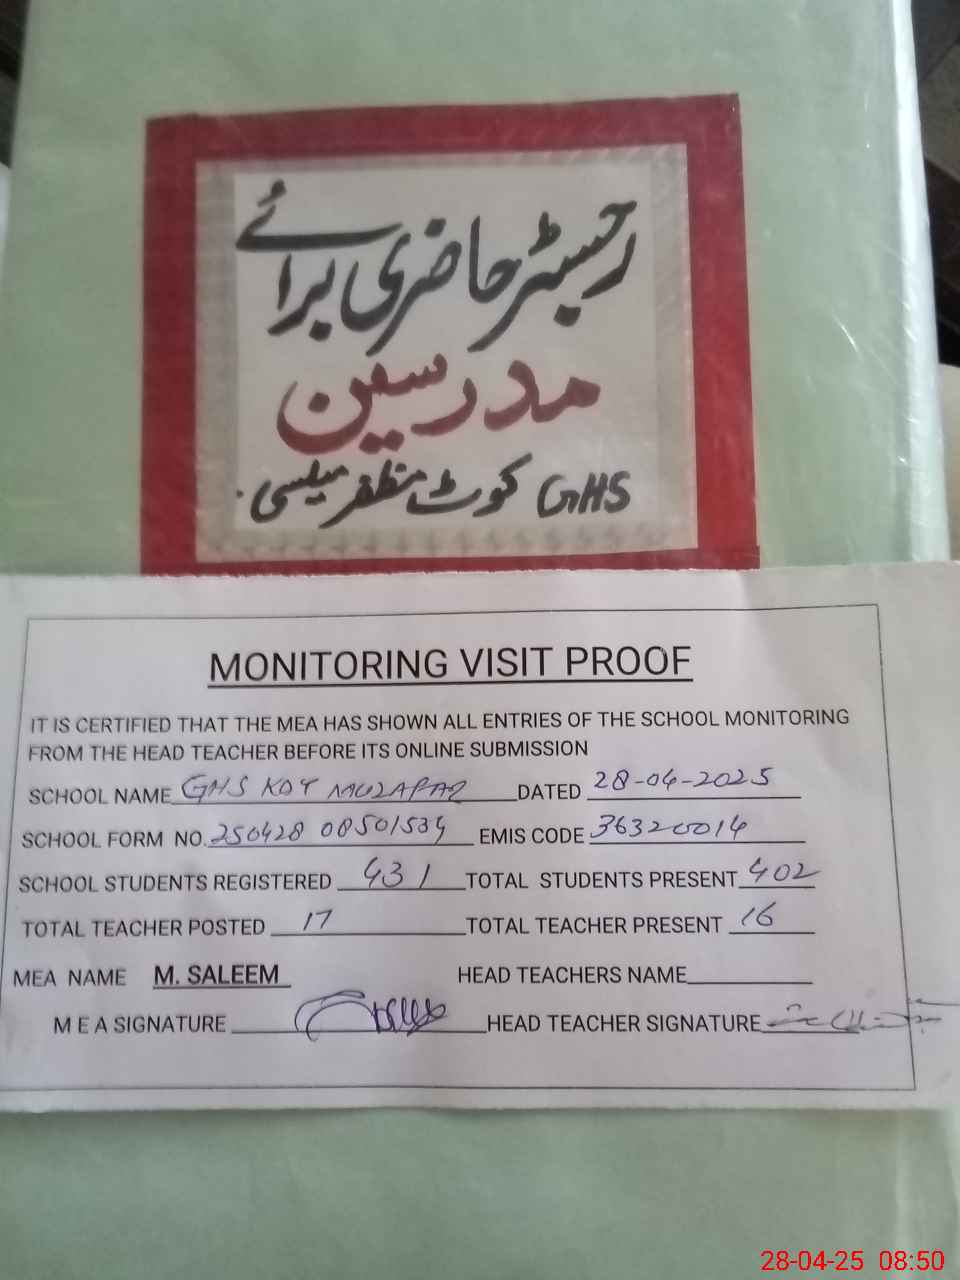 رجسٹر حاضری برائے
مدرسین
GHS کوٹ مظفر میلسی
MONITORING VISIT PROOF
IT IS CERTIFIED THAT THE MEA HAS SHOWN ALL ENTRIES OF THE SCHOOL MONITORING
FROM THE HEAD TEACHER BEFORE ITS ONLINE SUBMISSION
SCHOOL NAME GHS KOT MUZAFAR DATED 28-04-2025
SCHOOL FORM NO. 250428 08501534 EMIS CODE 36320014
SCHOOL STUDENTS REGISTERED 431 TOTAL STUDENTS PRESENT 402
TOTAL TEACHER POSTED 17 TOTAL TEACHER PRESENT 16
MEA NAME M. SALEEM HEAD TEACHERS NAME
M E A SIGNATURE HEAD TEACHER SIGNATURE
28-04-25 08:50